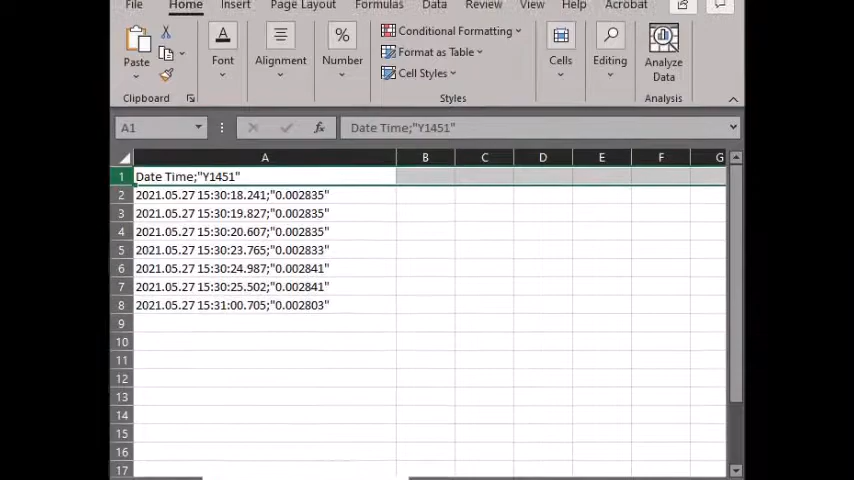 File Home Insert Page Layout Formulas Data Review View Help Acrobat
Paste
Clipboard
Font
Alignment
%
Number
Conditional Formatting
Format as Table
Cell Styles
Styles
Cells
Editing
Analyze
Data
Analysis
A1 fx Date Time;"Y1451"
A B C D E F G
1 Date Time;"Y1451"
2 2021.05.27 15:30:18.241;"0.002835"
3 2021.05.27 15:30:19.827;"0.002835"
4 2021.05.27 15:30:20.607;"0.002835"
5 2021.05.27 15:30:23.765;"0.002833"
6 2021.05.27 15:30:24.987;"0.002841"
7 2021.05.27 15:30:25.502;"0.002841"
8 2021.05.27 15:31:00.705;"0.002803"
9
10
11
12
13
14
15
16
17